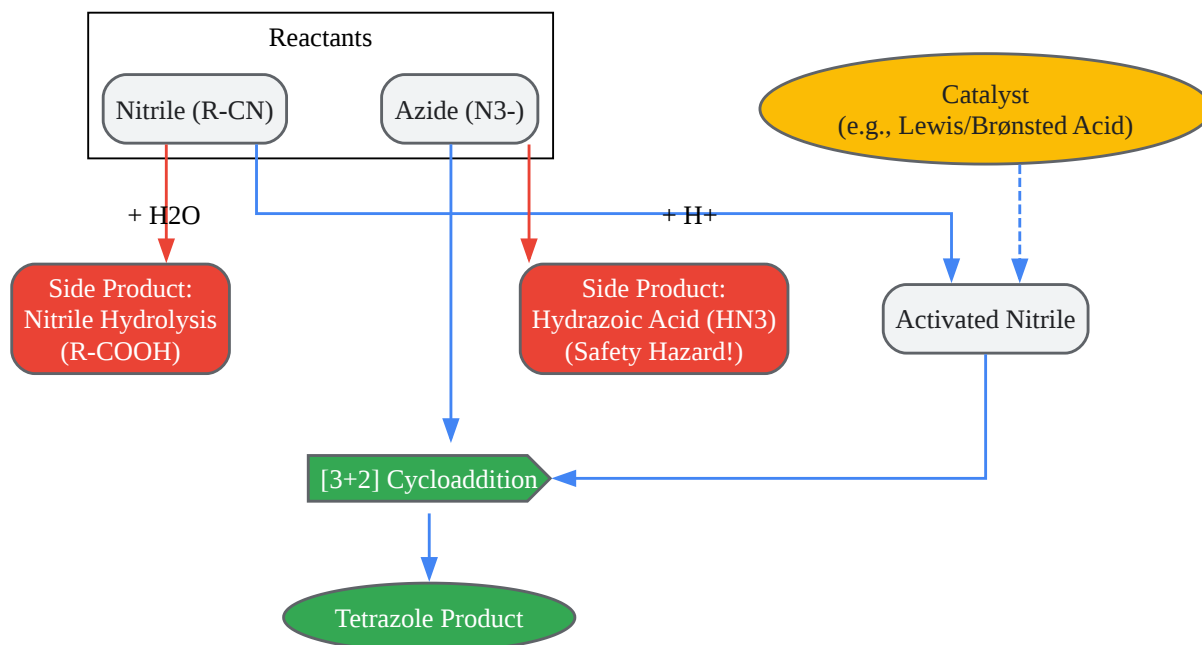 Reactants
Nitrile (R-CN)
Azide (N3-)
Catalyst
(e.g., Lewis/Brønsted Acid)
+ H2O
+ H+
Side Product:
Nitrile Hydrolysis
(R-COOH)
Side Product:
Hydrazoic Acid (HN3)
(Safety Hazard!)
Activated Nitrile
[3+2] Cycloaddition
Tetrazole Product